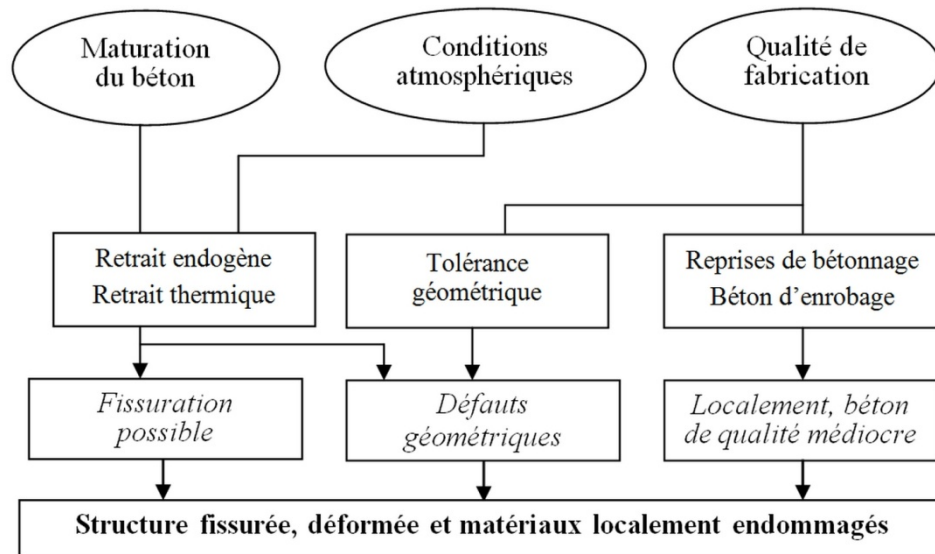 Maturation
du béton
Conditions
atmosphériques
Qualité de
fabrication
Retrait endogène
Retrait thermique
Tolérance
géométrique
Reprises de bétonnage
Béton d'enrobage
Fissuration
possible
Défauts
géométriques
Localement, béton
de qualité médiocre
Structure fissurée, déformée et matériaux localement endommagés